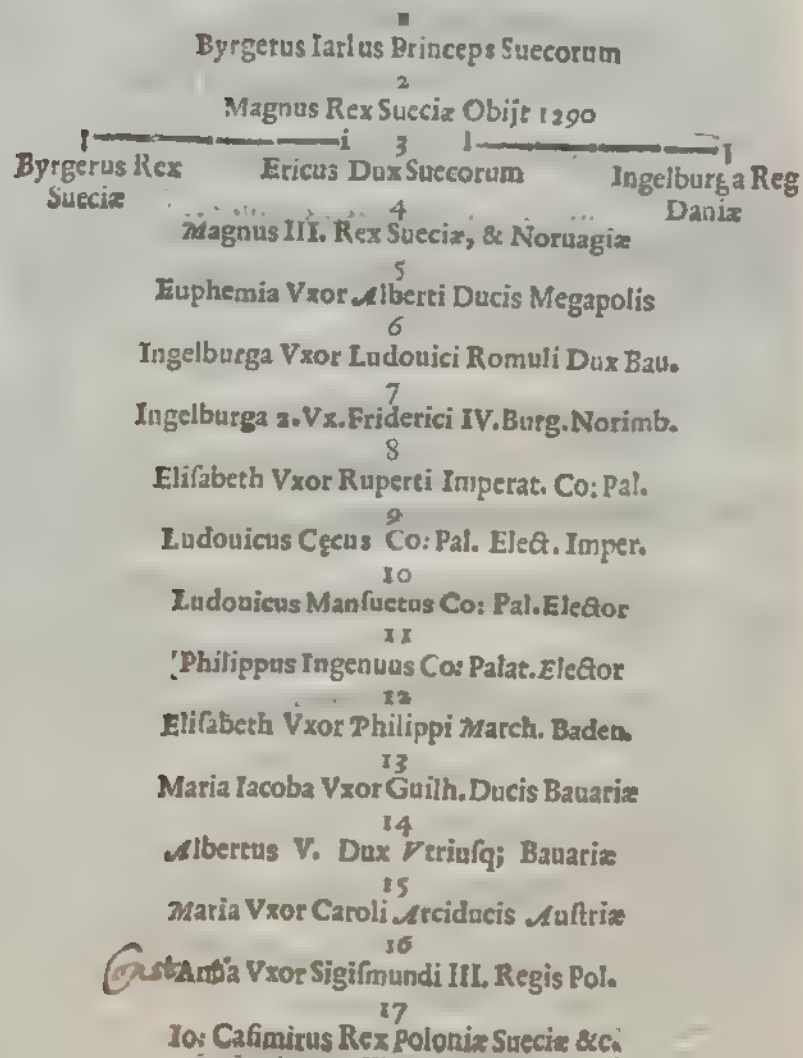 1
Byrgerus Iarlus Princeps Suecorum
2
Magnus Rex Sueciæ Obijt 1290
3
Byrgerus Rex Sueciæ
Ericus Dux Suecorum
Ingelburga Reg Daniæ
4
Magnus III. Rex Sueciæ, & Noruagiæ
5
Euphemia Vxor Alberti Ducis Megapolis
6
Ingelburga Vxor Ludouici Romuli Dux Bau.
7
Ingelburga 2. Vx. Friderici IV. Burg. Norimb.
8
Eliſabeth Vxor Ruperti Imperat. Co: Pal.
9
Ludouicus Cęcus Co: Pal. Elect. Imper.
10
Ludouicus Manſuetus Co: Pal. Elector
11
Philippus Ingenuus Co: Palat. Elector
12
Eliſabeth Vxor Philippi March. Baden.
13
Maria Iacoba Vxor Guilh. Ducis Bauariæ
14
Albertus V. Dux Vtriuſq; Bauariæ
15
Maria Vxor Caroli Arciducis Auſtriæ
16
ConstAntia Vxor Sigiſmundi III. Regis Pol.
17
Io: Caſimirus Rex Poloniæ Sueciæ &c.